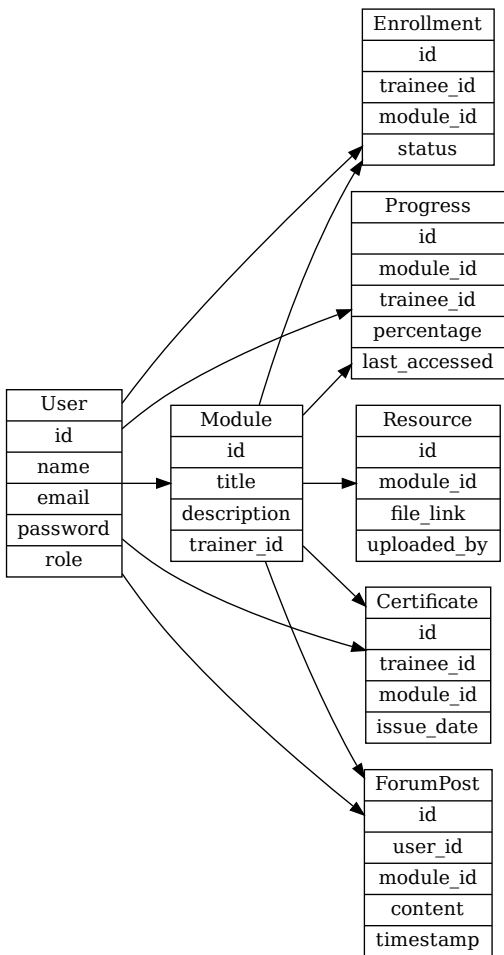 Enrollment
id
trainee_id
module_id
status
Progress
id
module_id
trainee_id
percentage
last_accessed
User
id
name
email
password
role
Module
id
title
description
trainer_id
Resource
id
module_id
file_link
uploaded_by
Certificate
id
trainee_id
module_id
issue_date
ForumPost
id
user_id
module_id
content
timestamp